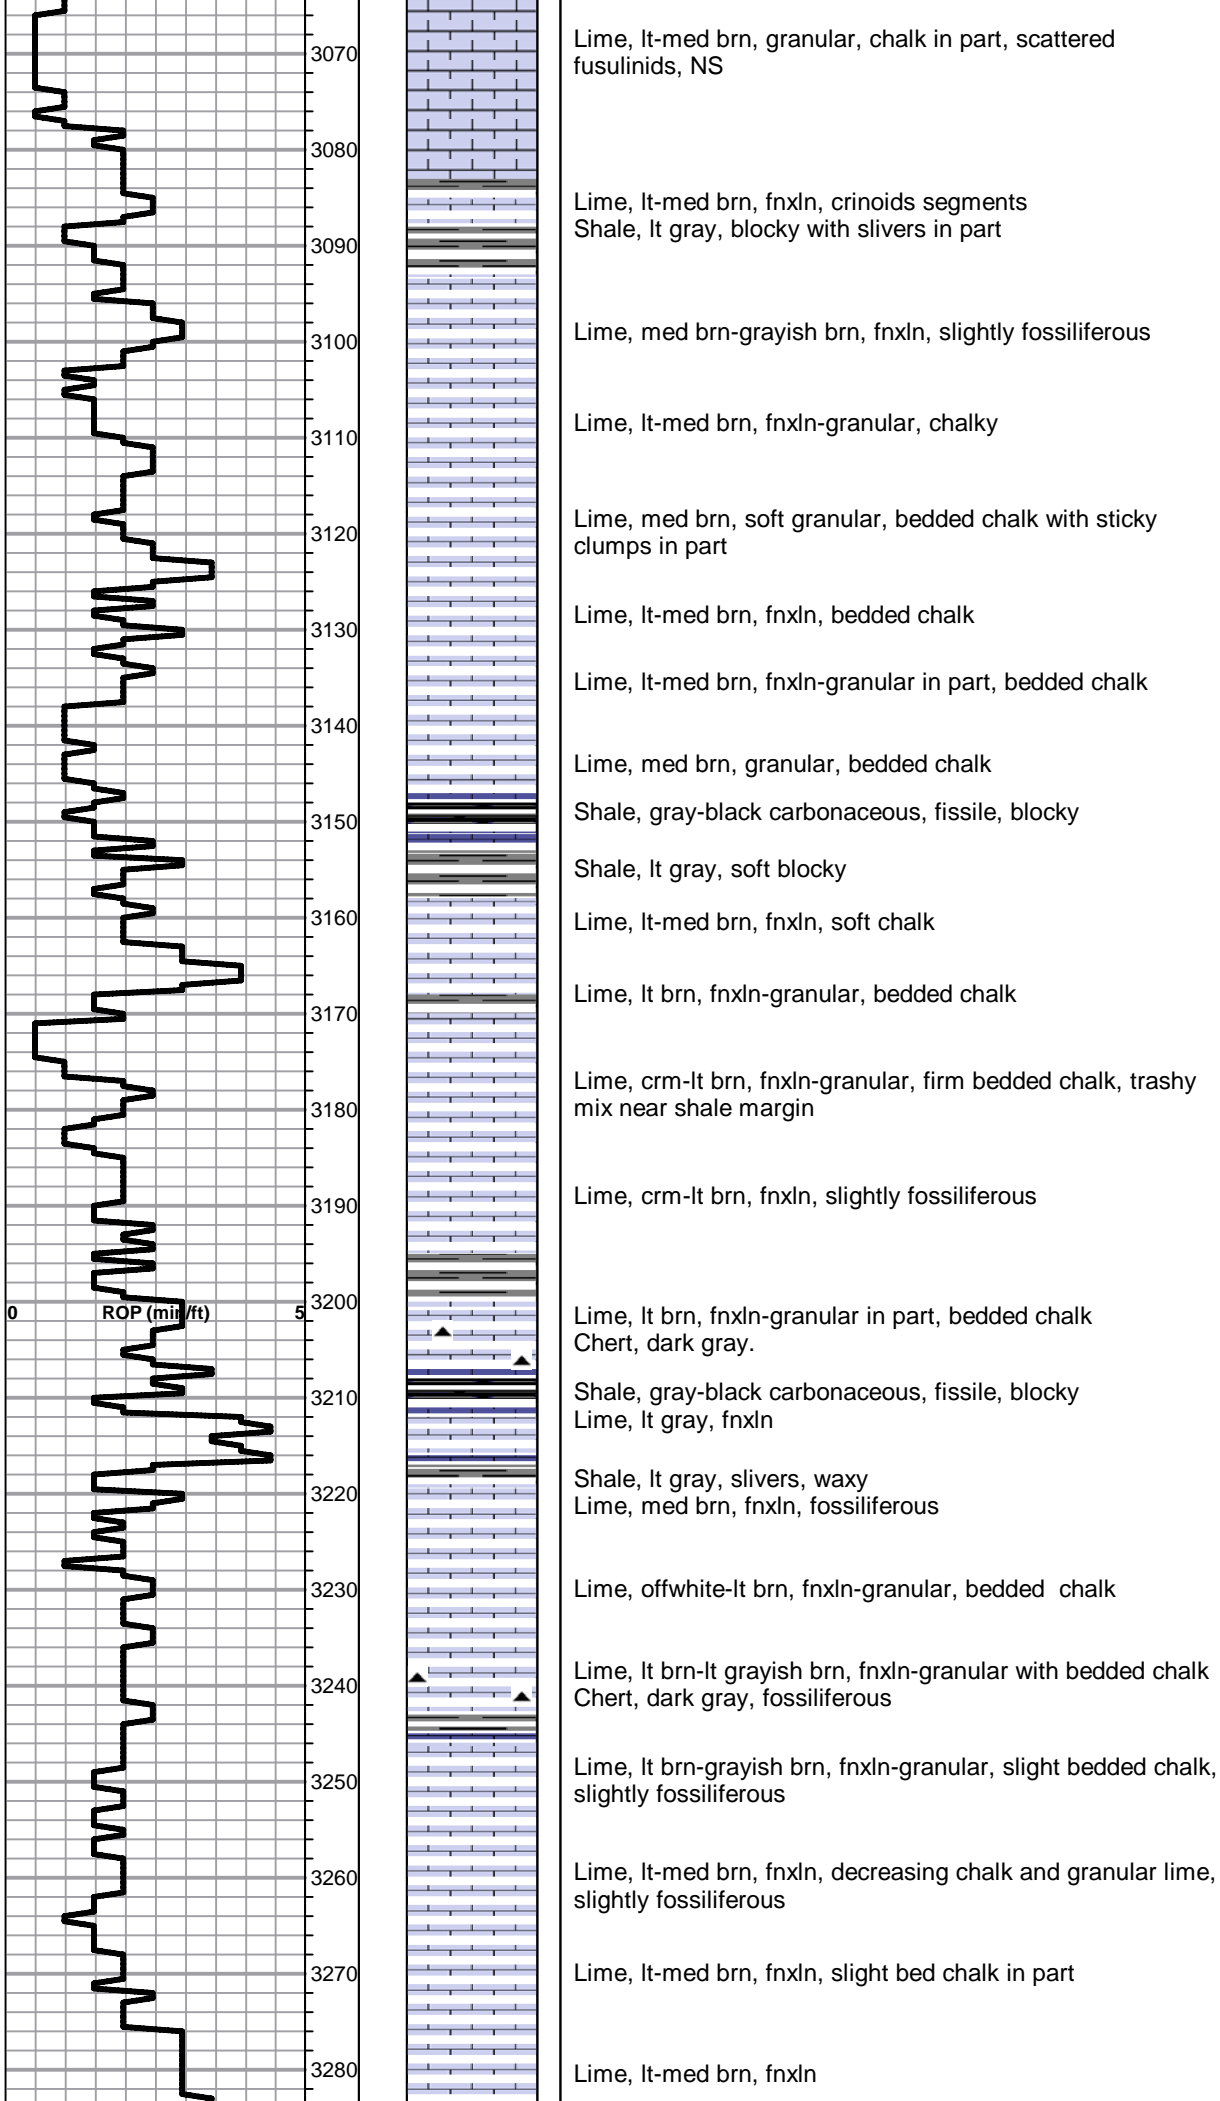 Lime, lt-med brn, granular, chalk in part, scattered
fusulinids, NS
3070
3080
Lime, lt-med brn, fnxln, crinoids segments
Shale, lt gray, blocky with slivers in part
3090
Lime, med brn-grayish brn, fnxln, slightly fossiliferous
3100
Lime, lt-med brn, fnxln-granular, chalky
3110
Lime, med brn, soft granular, bedded chalk with sticky
clumps in part
3120
Lime, lt-med brn, fnxln, bedded chalk
3130
Lime, lt-med brn, fnxln-granular in part, bedded chalk
3140
Lime, med brn, granular, bedded chalk
Shale, gray-black carbonaceous, fissile, blocky
3150
Shale, lt gray, soft blocky
3160
Lime, lt-med brn, fnxln, soft chalk
Lime, lt brn, fnxln-granular, bedded chalk
3170
Lime, crm-lt brn, fnxln-granular, firm bedded chalk, trashy
mix near shale margin
3180
Lime, crm-lt brn, fnxln, slightly fossiliferous
3190
3200
0 ROP (min/ft) 5
Lime, lt brn, fnxln-granular in part, bedded chalk
Chert, dark gray.
Shale, gray-black carbonaceous, fissile, blocky
3210
Lime, lt gray, fnxln
Shale, lt gray, slivers, waxy
3220
Lime, med brn, fnxln, fossiliferous
3230
Lime, offwhite-lt brn, fnxln-granular, bedded  chalk
Lime, lt brn-lt grayish brn, fnxln-granular with bedded chalk
3240
Chert, dark gray, fossiliferous
Lime, lt brn-grayish brn, fnxln-granular, slight bedded chalk,
3250
slightly fossiliferous
Lime, lt-med brn, fnxln, decreasing chalk and granular lime,
3260
slightly fossiliferous
3270
Lime, lt-med brn, fnxln, slight bed chalk in part
3280
Lime, lt-med brn, fnxln